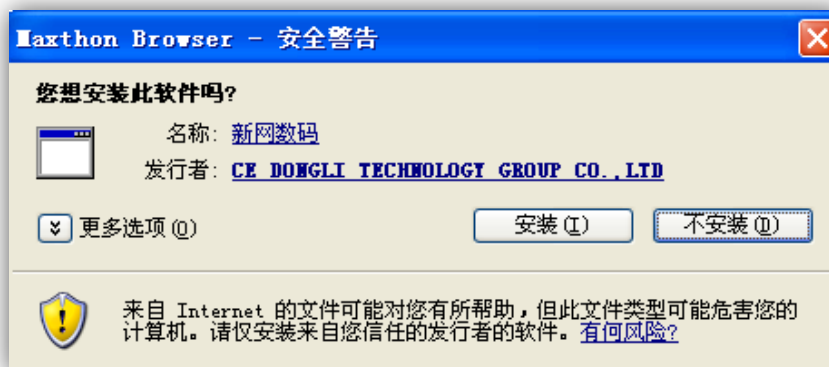 Maxthon Browser - 安全警告
您想安装此软件吗?
名称: 新网数码
发行者: CE DONGLI TECHNOLOGY GROUP CO.,LTD
更多选项(O)
安装(I)
不安装(D)
来自 Internet 的文件可能对您有所帮助，但此文件类型可能危害您的
计算机。请仅安装来自您信任的发行者的软件。有何风险?